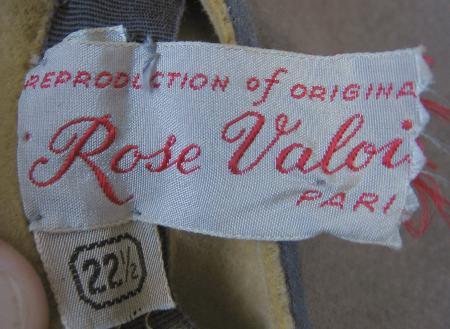 REPRODUCTION of ORIGINA
Rose Valoi
PARI
22½